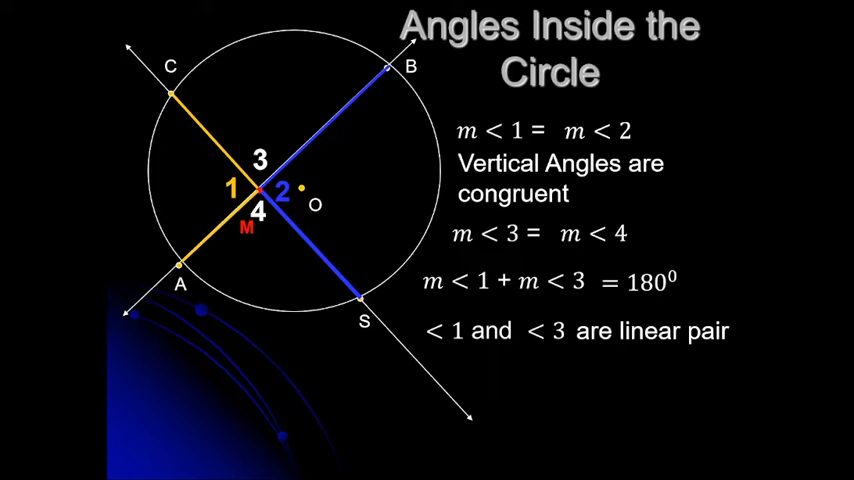 Angles Inside the
Circle
C
B
m < 1 = m < 2
3
Vertical Angles are
congruent
1
2
O
4
M
m < 3 = m < 4
A
m < 1 + m < 3 = 180⁰
S
< 1 and < 3 are linear pair